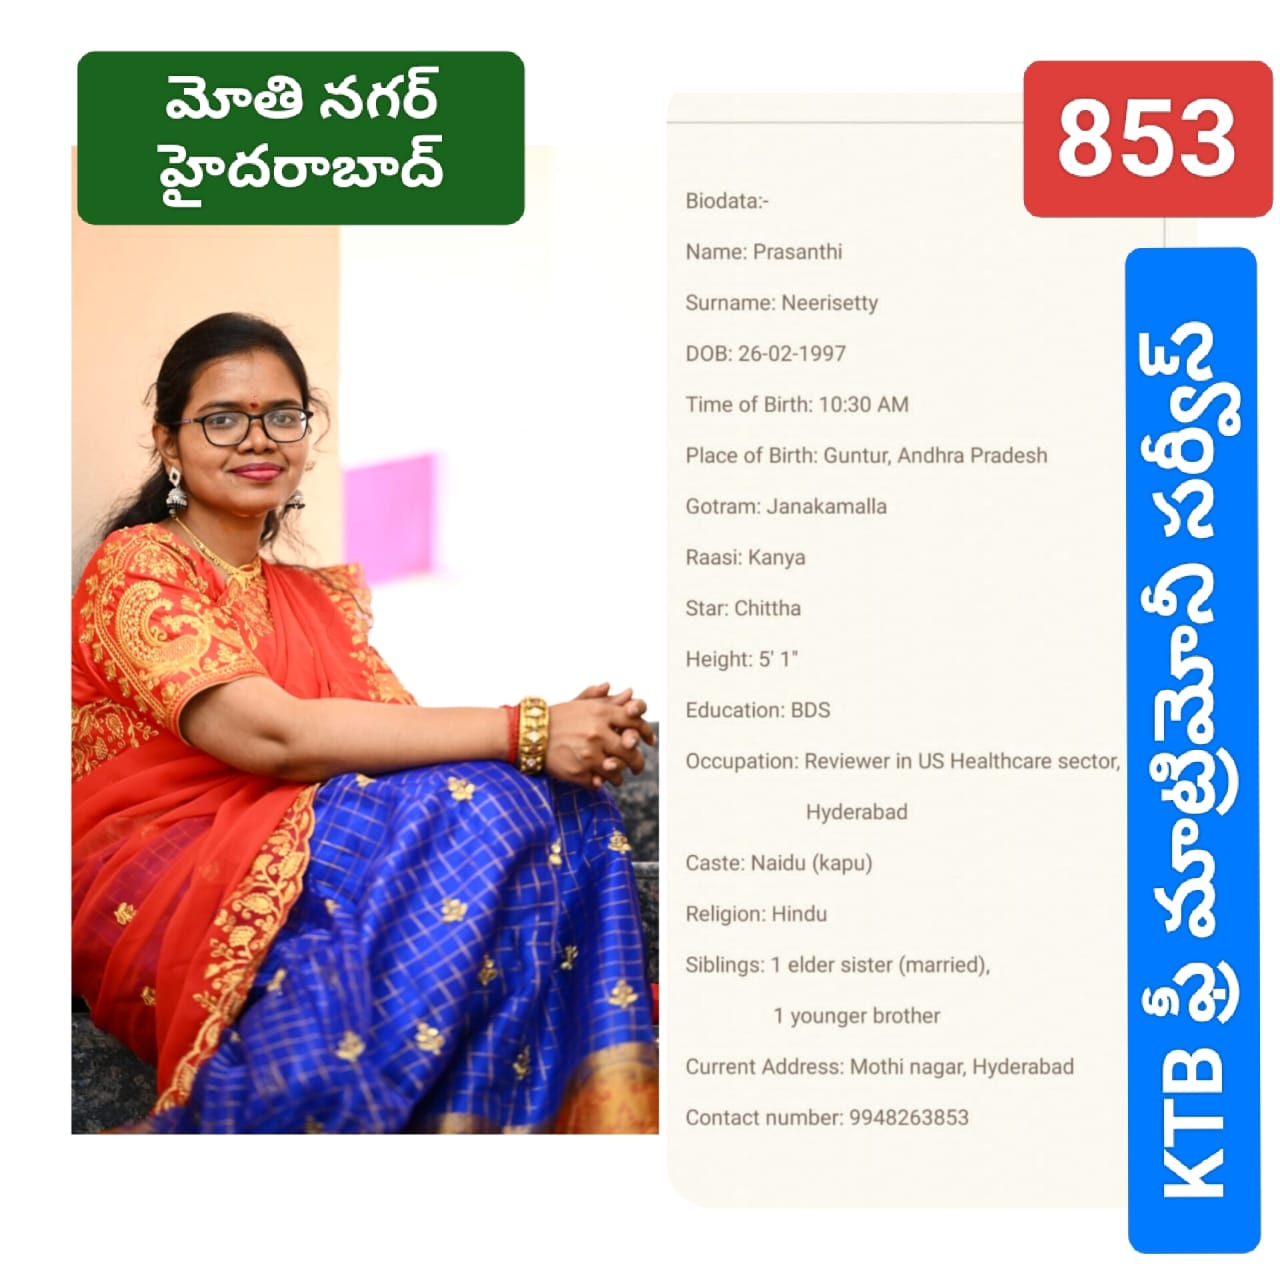 మోతి నగర్
హైదరాబాద్
853
Biodata:-
Name: Prasanthi
Surname: Neerisetty
DOB: 26-02-1997
Time of Birth: 10:30 AM
Place of Birth: Guntur, Andhra Pradesh
Gotram: Janakamalla
Raasi: Kanya
Star: Chittha
Height: 5' 1"
Education: BDS
Occupation: Reviewer in US Healthcare sector,
Hyderabad
Caste: Naidu (kapu)
Religion: Hindu
Siblings: 1 elder sister (married),
1 younger brother
Current Address: Mothi nagar, Hyderabad
Contact number: 9948263853
KTB ఫ్రీ మాట్రిమోనీ సర్వీస్